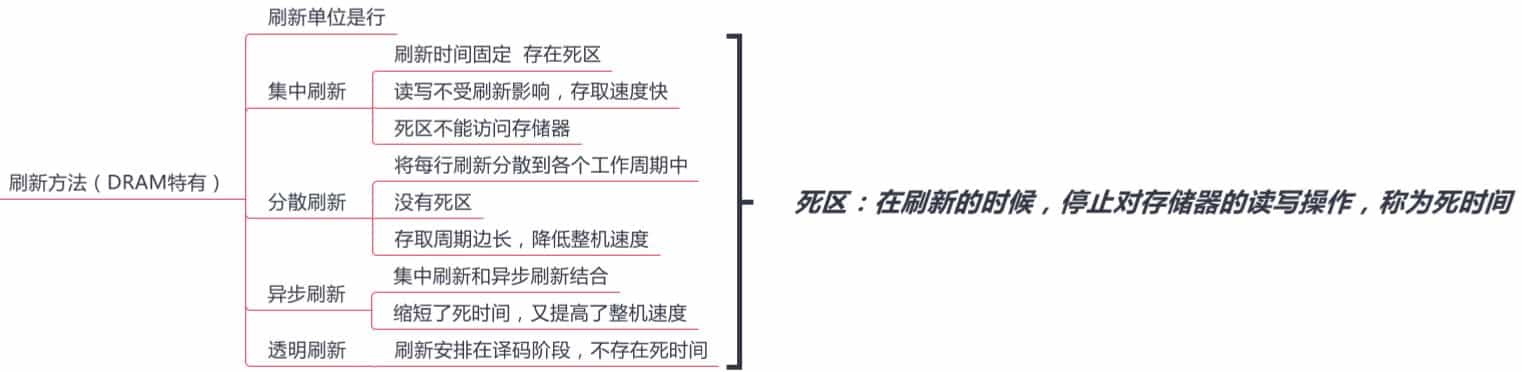 刷新方法（DRAM特有）
刷新单位是行
集中刷新
刷新时间固定 存在死区
读写不受刷新影响，存取速度快
死区不能访问存储器
分散刷新
将每行刷新分散到各个工作周期中
没有死区
存取周期边长，降低整机速度
异步刷新
集中刷新和异步刷新结合
缩短了死时间，又提高了整机速度
透明刷新
刷新安排在译码阶段，不存在死时间
死区：在刷新的时候，停止对存储器的读写操作，称为死时间